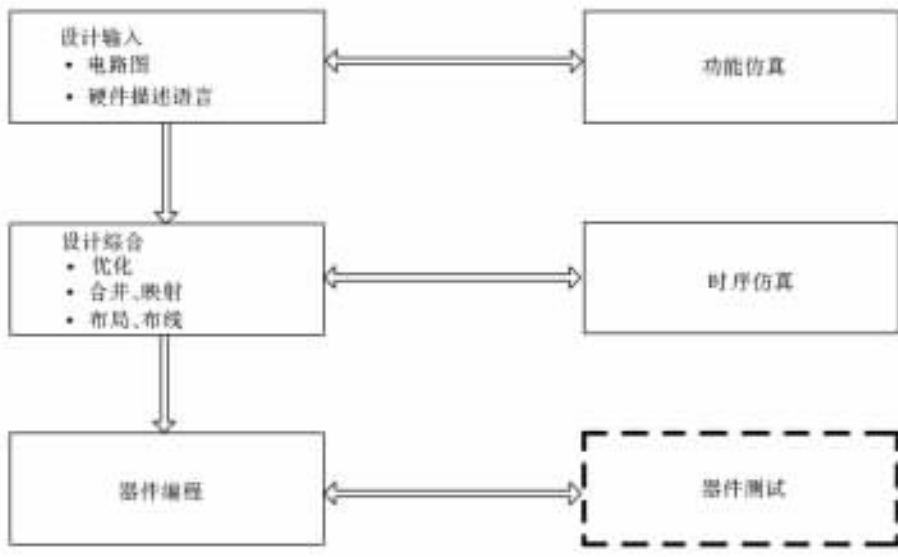 设计输入
• 电路图
• 硬件描述语言
功能仿真
设计综合
• 优化
• 合并、映射
• 布局、布线
时序仿真
器件编程
器件测试